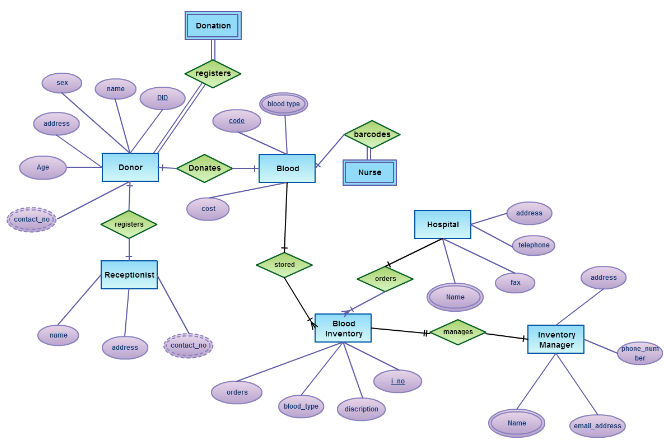 Donation
registers
sex
name
DID
blood type
code
address
barcodes
Age
Donor
Donates
Blood
Nurse
cost
contact_no
registers
Hospital
address
telephone
stored
Receptionist
orders
fax
address
Name
name
address
contact_no
Blood
Inventory
manages
Inventory
Manager
phone_num
ber
orders
blood_type
discription
i_no
Name
email_address